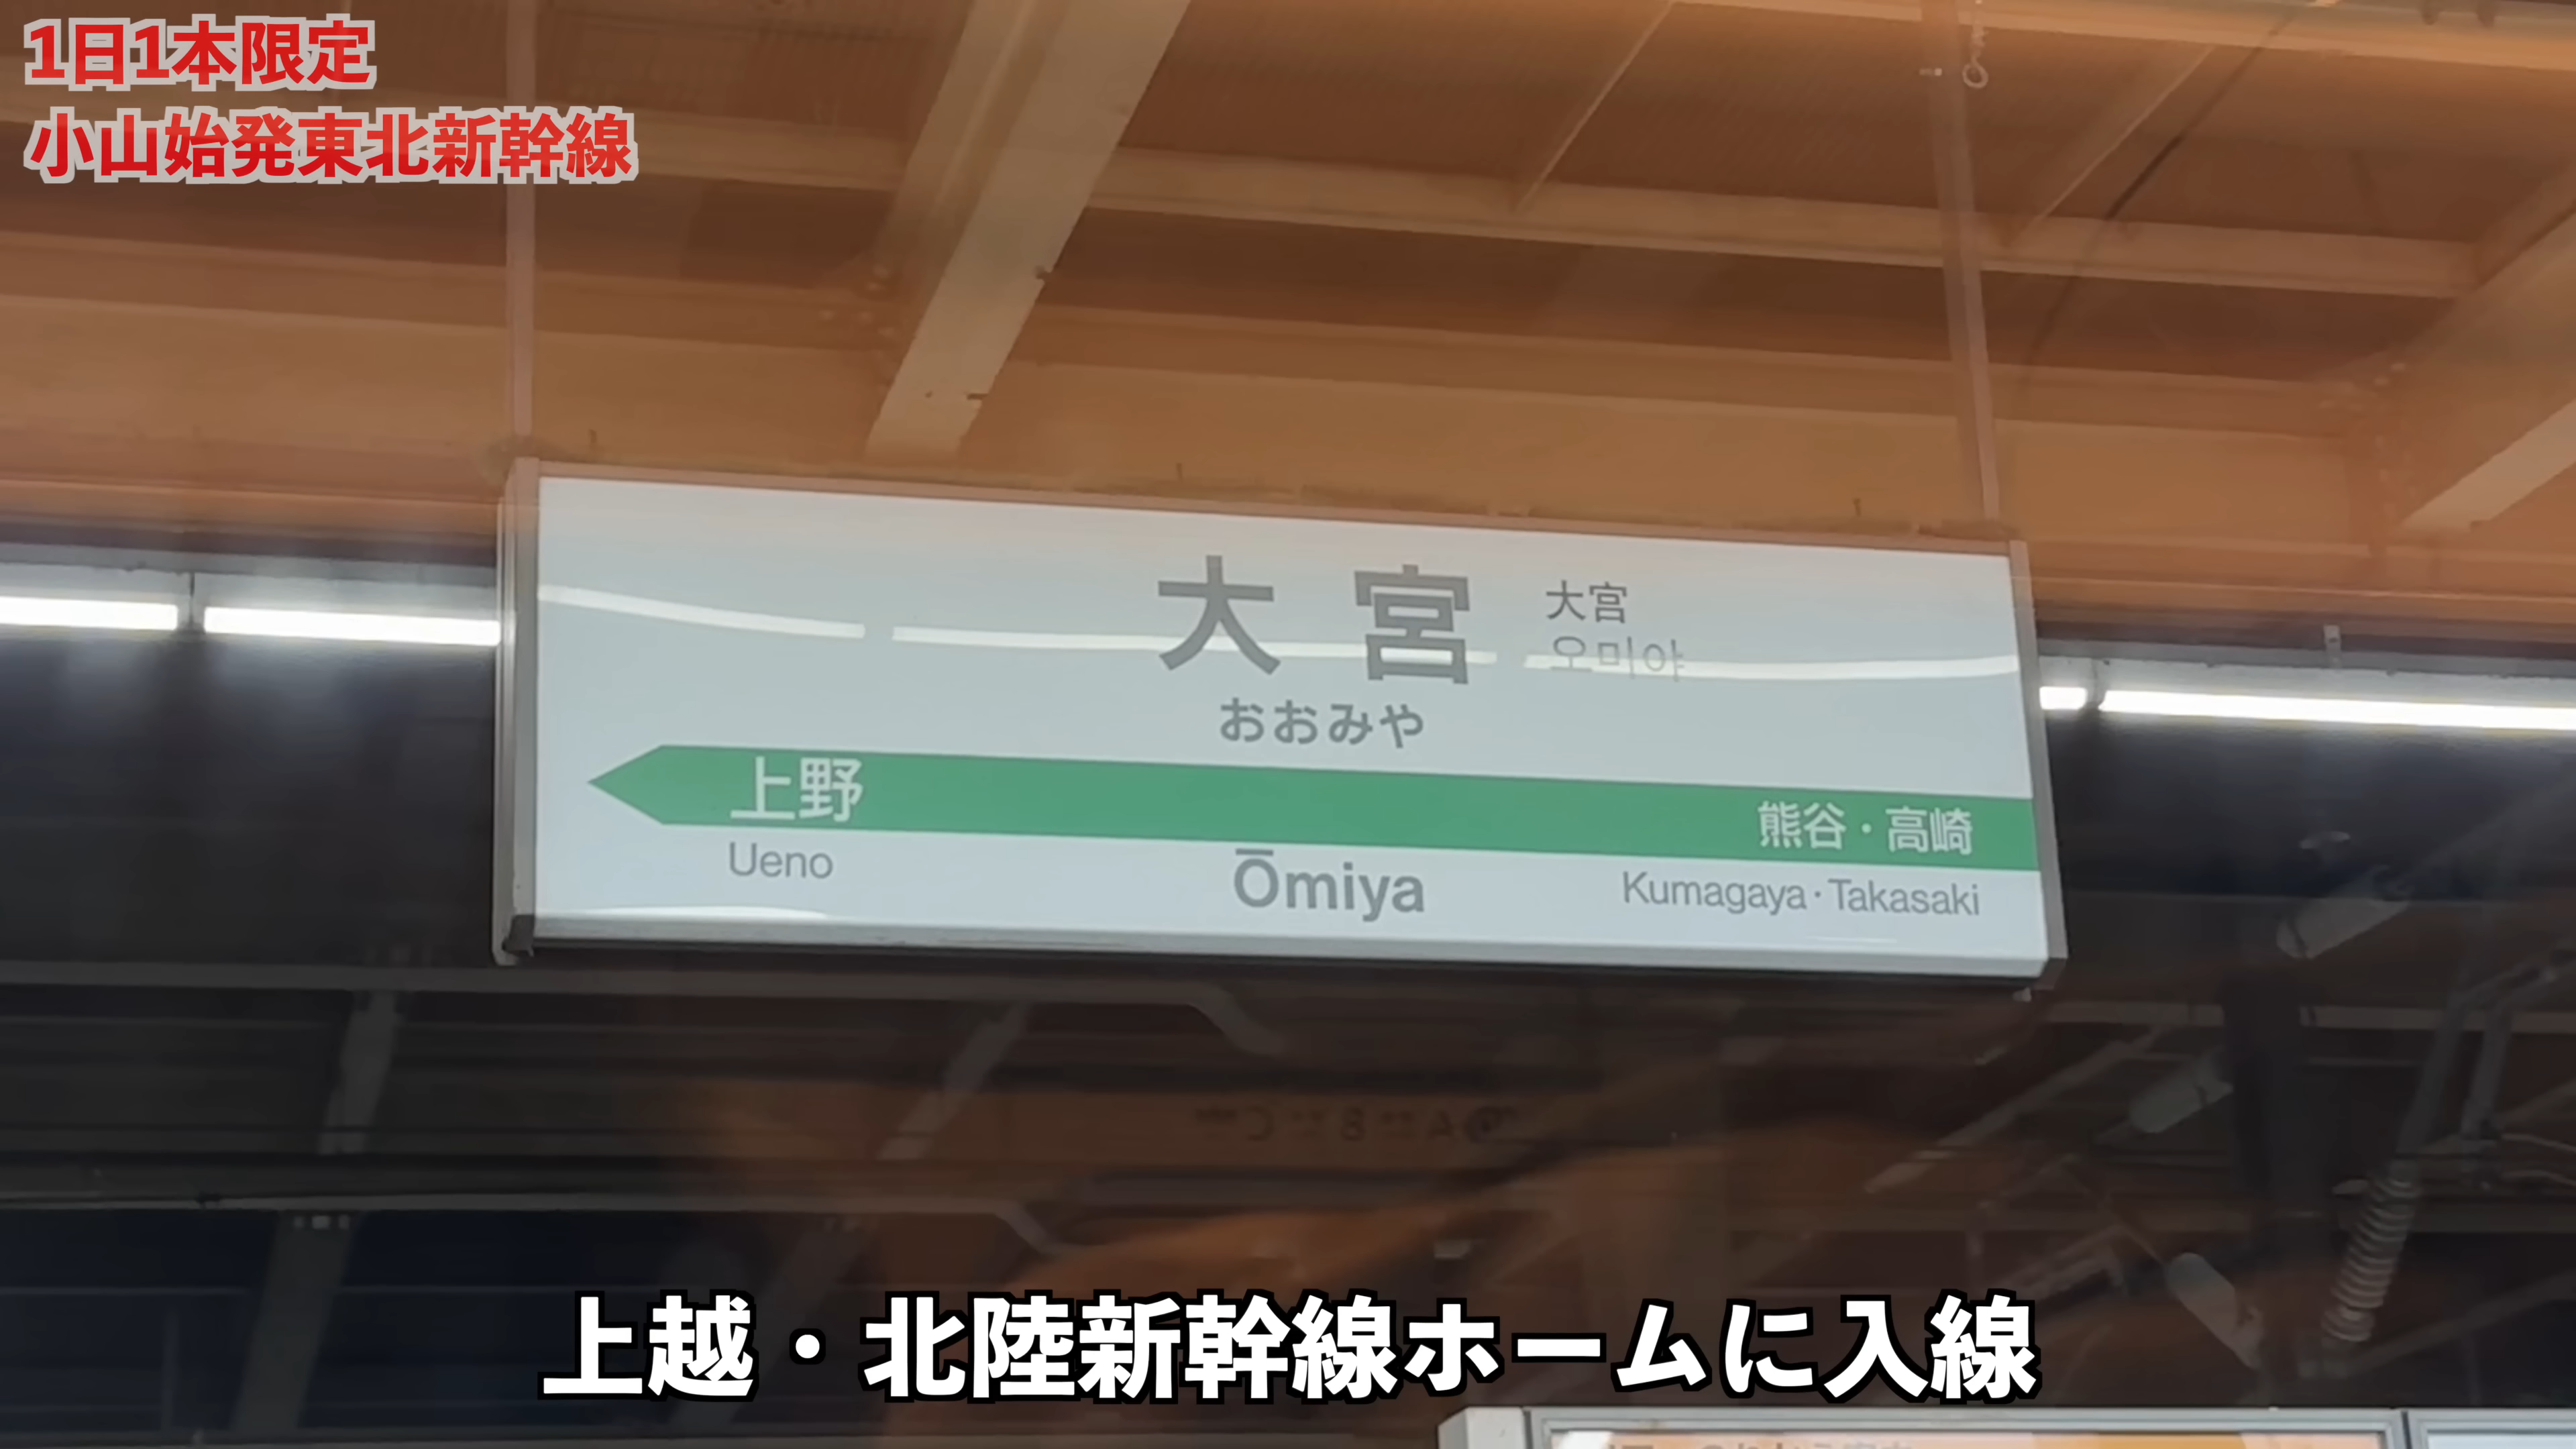 1日1本限定
小山始発東北新幹線
大宮
大宮
오미야
おおみや
上野
熊谷・高崎
Ueno
Ōmiya
Kumagaya・Takasaki
上越・北陸新幹線ホームに入線